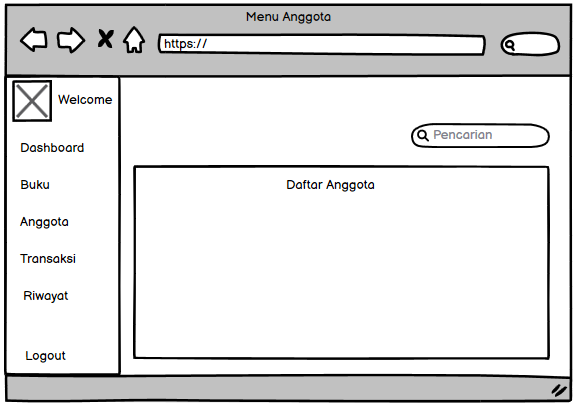 Menu Anggota
https://
Welcome
Pencarian
Dashboard
Daftar Anggota
Buku
Anggota
Transaksi
Riwayat
Logout